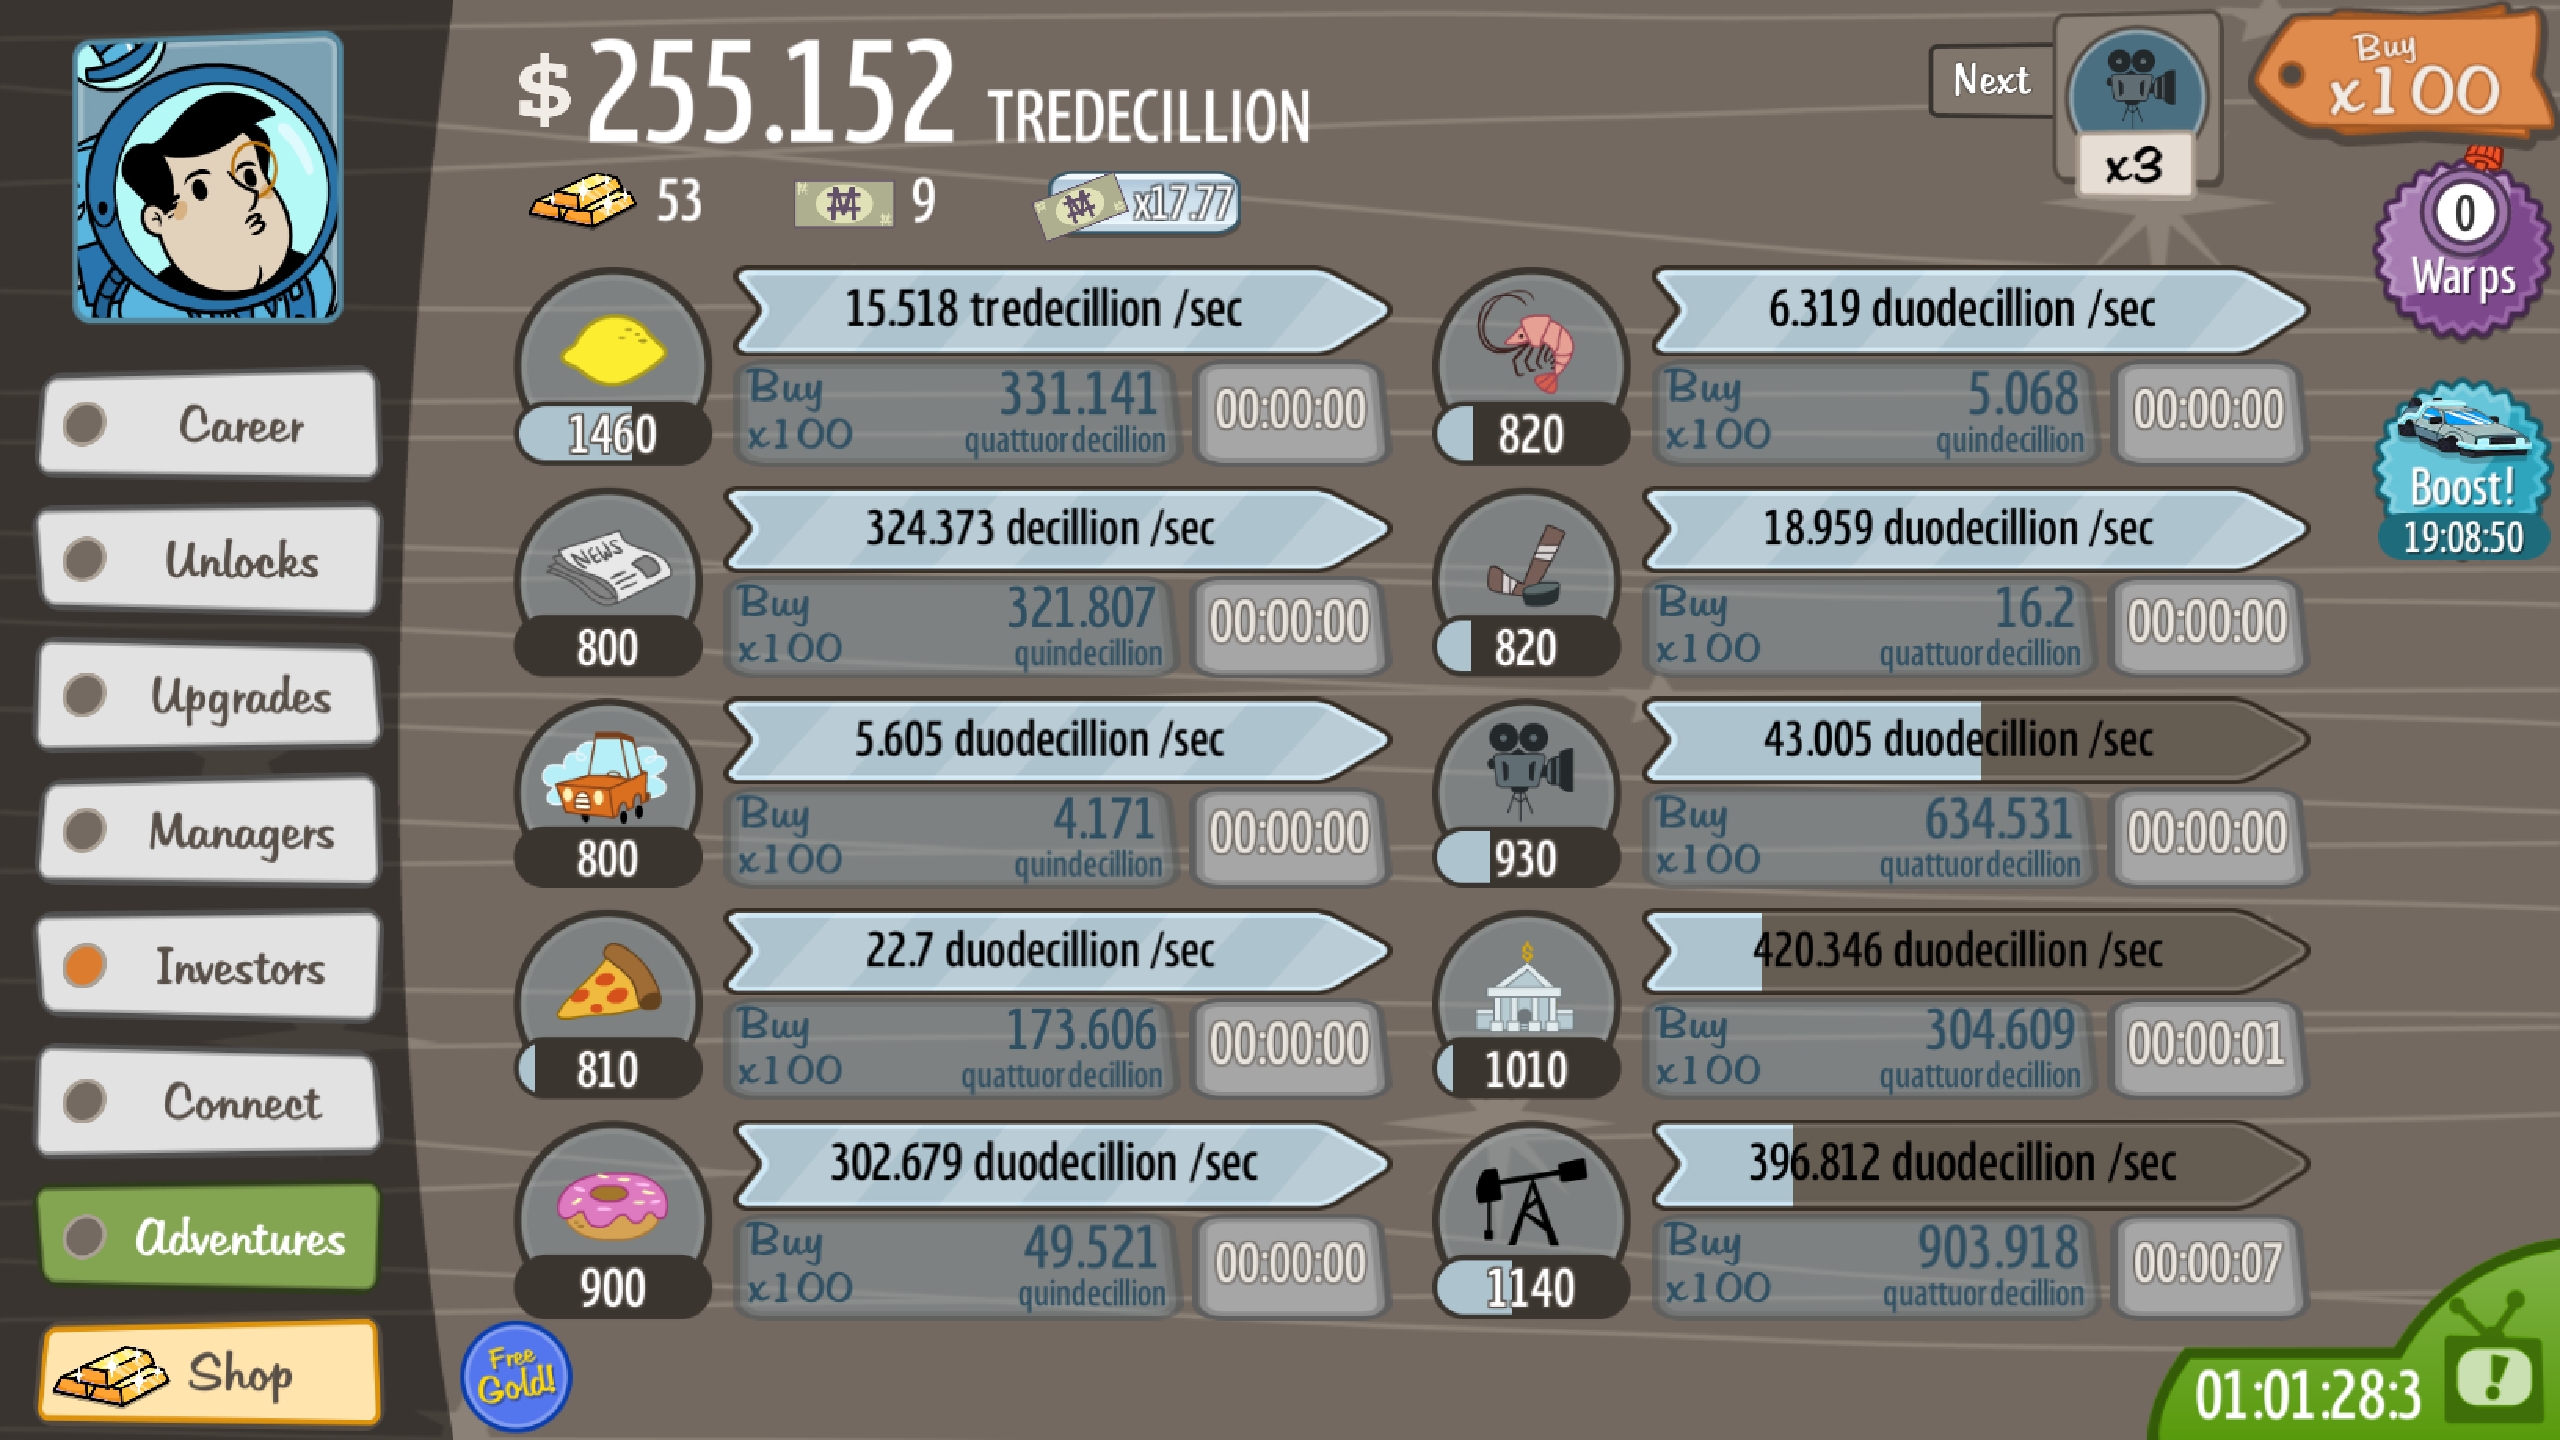 $255.152 TREDECILLION
53
9
x17.77
Next
x3
Buy
x100
0
Warps
Boost!
19:08:50
Career
Unlocks
Upgrades
Managers
Investors
Connect
Adventures
Shop
Free
Gold!
15.518 tredecillion /sec
1460
Buy
x100
331.141
quattuordecillion
00:00:00
6.319 duodecillion /sec
820
Buy
x100
5.068
quindecillion
00:00:00
NEWS
324.373 decillion /sec
800
Buy
x100
321.807
quindecillion
00:00:00
18.959 duodecillion /sec
820
Buy
x100
16.2
quattuordecillion
00:00:00
5.605 duodecillion /sec
800
Buy
x100
4.171
quindecillion
00:00:00
43.005 duodecillion /sec
930
Buy
x100
634.531
quattuordecillion
00:00:00
22.7 duodecillion /sec
810
Buy
x100
173.606
quattuordecillion
00:00:00
$
420.346 duodecillion /sec
1010
Buy
x100
304.609
quattuordecillion
00:00:01
302.679 duodecillion /sec
900
Buy
x100
49.521
quindecillion
00:00:00
396.812 duodecillion /sec
1140
Buy
x100
903.918
quattuordecillion
00:00:07
01:01:28:3
!